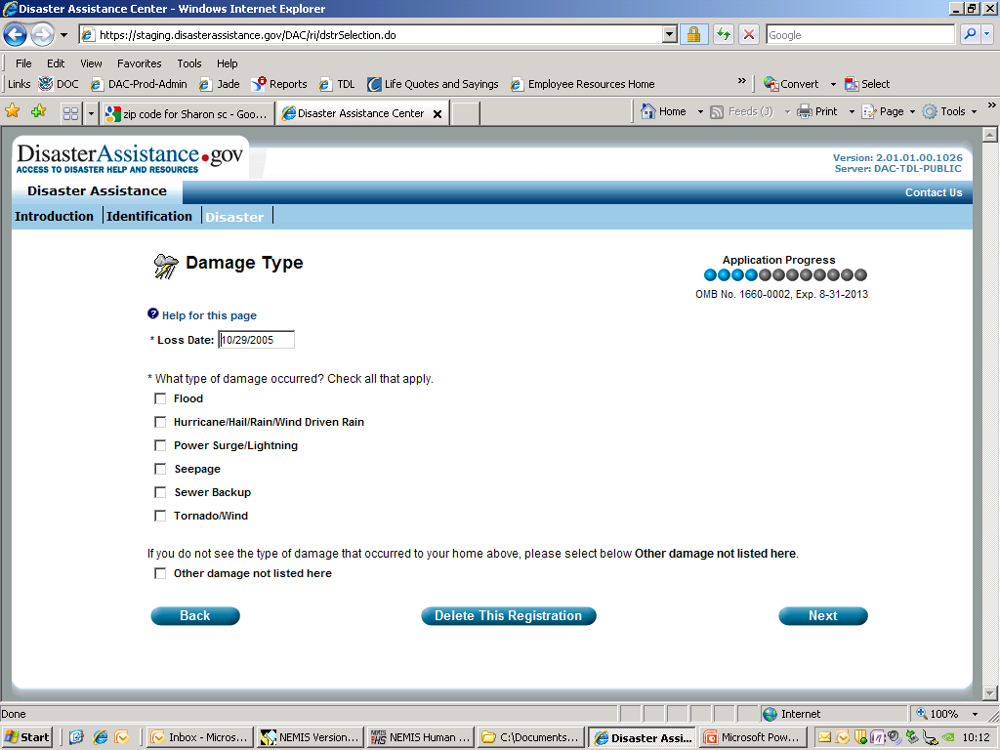 Disaster Assistance Center - Windows Internet Explorer
https://staging.disasterassistance.gov/DAC/ri/dstrSelection.do
Google
File Edit View Favorites Tools Help
Links DOC DAC-Prod-Admin Jade Reports TDL Life Quotes and Sayings Employee Resources Home » Convert Select
zip code for Sharon sc - Goo... Disaster Assistance Center Home Feeds (J) Print Page Tools »
DisasterAssistance.gov
ACCESS TO DISASTER HELP AND RESOURCES
Version: 2.01.01.00.1026
Server: DAC-TDL-PUBLIC
Disaster Assistance Contact Us
Introduction Identification Disaster
Damage Type
Application Progress
OMB No. 1660-0002, Exp. 8-31-2013
? Help for this page
* Loss Date: 10/29/2005
* What type of damage occurred? Check all that apply.
Flood
Hurricane/Hail/Rain/Wind Driven Rain
Power Surge/Lightning
Seepage
Sewer Backup
Tornado/Wind
If you do not see the type of damage that occurred to your home above, please select below Other damage not listed here.
Other damage not listed here
Back Delete This Registration Next
Done Internet 100%
Start Inbox - Micros... NEMIS Version... NEMIS Human ... C:\Documents... Disaster Assi... Microsoft Pow... 10:12